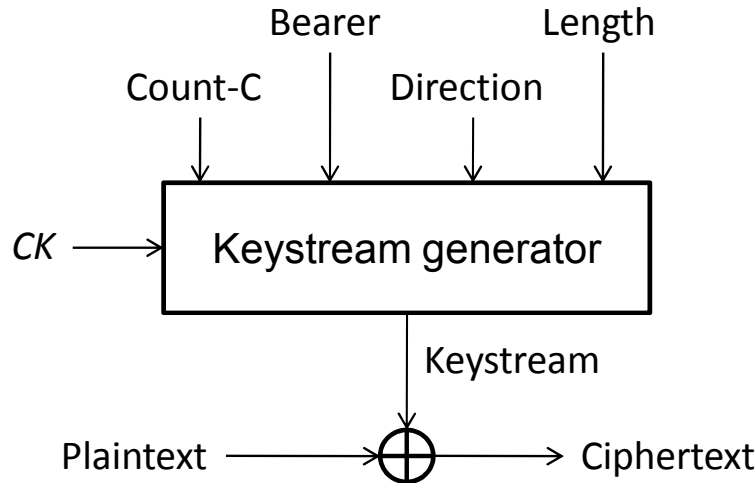 Bearer
Length
Count-C
Direction
CK
Keystream generator
Keystream
Plaintext
Ciphertext